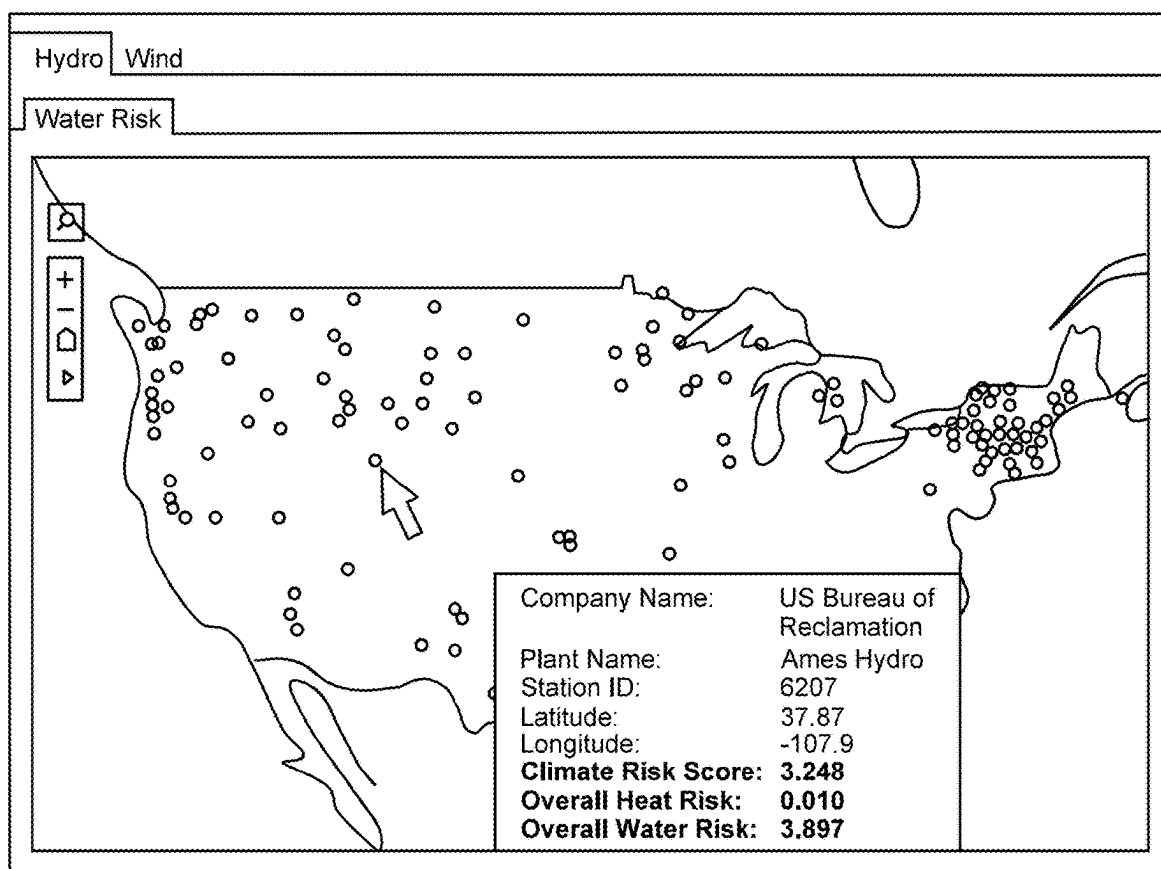 Hydro Wind
Water Risk
+
–
Company Name: US Bureau of
Reclamation
Plant Name: Ames Hydro
Station ID: 6207
Latitude: 37.87
Longitude: -107.9
Climate Risk Score: 3.248
Overall Heat Risk: 0.010
Overall Water Risk: 3.897